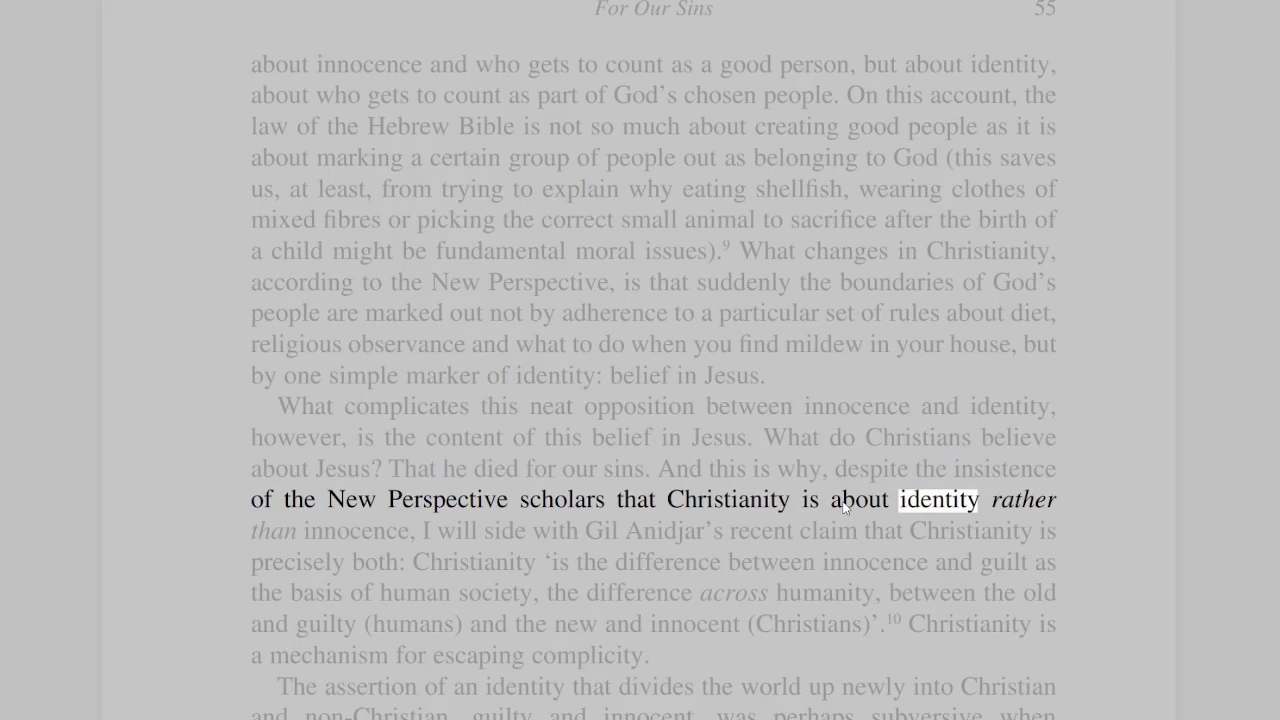 For Our Sins 55
about innocence and who gets to count as a good person, but about identity,
about who gets to count as part of God’s chosen people. On this account, the
law of the Hebrew Bible is not so much about creating good people as it is
about marking a certain group of people out as belonging to God (this saves
us, at least, from trying to explain why eating shellfish, wearing clothes of
mixed fibres or picking the correct small animal to sacrifice after the birth of
a child might be fundamental moral issues).⁹ What changes in Christianity,
according to the New Perspective, is that suddenly the boundaries of God’s
people are marked out not by adherence to a particular set of rules about diet,
religious observance and what to do when you find mildew in your house, but
by one simple marker of identity: belief in Jesus.
What complicates this neat opposition between innocence and identity,
however, is the content of this belief in Jesus. What do Christians believe
about Jesus? That he died for our sins. And this is why, despite the insistence
of the New Perspective scholars that Christianity is about identity rather
than innocence, I will side with Gil Anidjar’s recent claim that Christianity is
precisely both: Christianity ‘is the difference between innocence and guilt as
the basis of human society, the difference across humanity, between the old
and guilty (humans) and the new and innocent (Christians)’.¹⁰ Christianity is
a mechanism for escaping complicity.
The assertion of an identity that divides the world up newly into Christian
and non-Christian, guilty and innocent, was perhaps subversive when